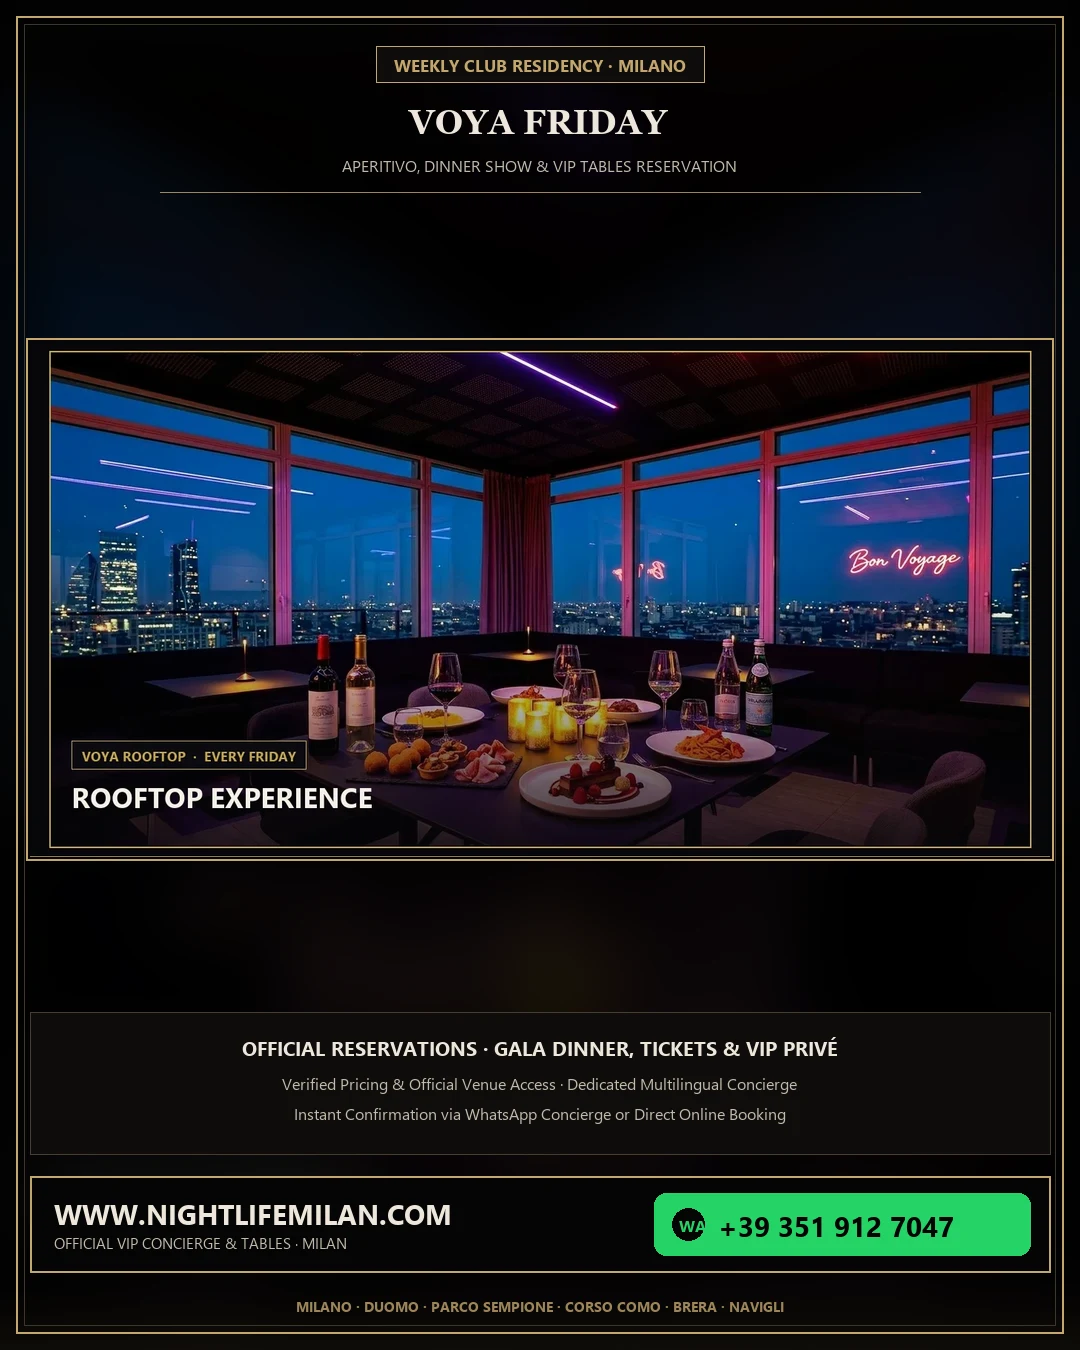 WEEKLY CLUB RESIDENCY · MILANO
VOYA FRIDAY
APERITIVO, DINNER SHOW & VIP TABLES RESERVATION
Bon Voyage
VOYA ROOFTOP · EVERY FRIDAY
ROOFTOP EXPERIENCE
OFFICIAL RESERVATIONS · GALA DINNER, TICKETS & VIP PRIVÉ
Verified Pricing & Official Venue Access · Dedicated Multilingual Concierge
Instant Confirmation via WhatsApp Concierge or Direct Online Booking
WWW.NIGHTLIFEMILAN.COM
OFFICIAL VIP CONCIERGE & TABLES · MILAN
WA +39 351 912 7047
MILANO · DUOMO · PARCO SEMPIONE · CORSO COMO · BRERA · NAVIGLI